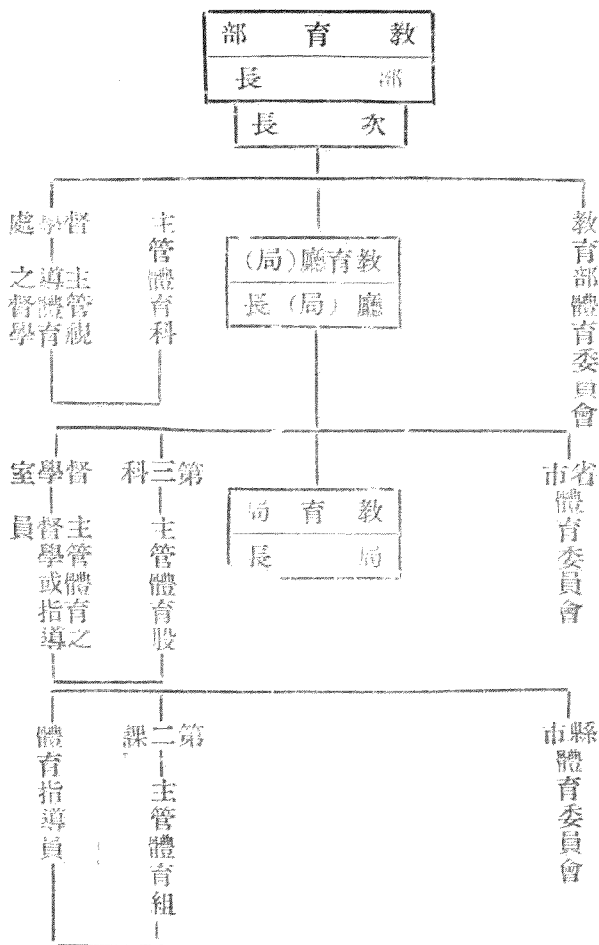 教育部
部長
次長
教育部體育委員會
教育廳(局)
廳(局)長
主管體育科
督學處
主管視導體育之督學
省市體育委員會
教育局
局長
第三科
主管體育股
督學室
主管體育之督學或指導員
縣市體育委員會
第二課
主管體育組
體育指導員